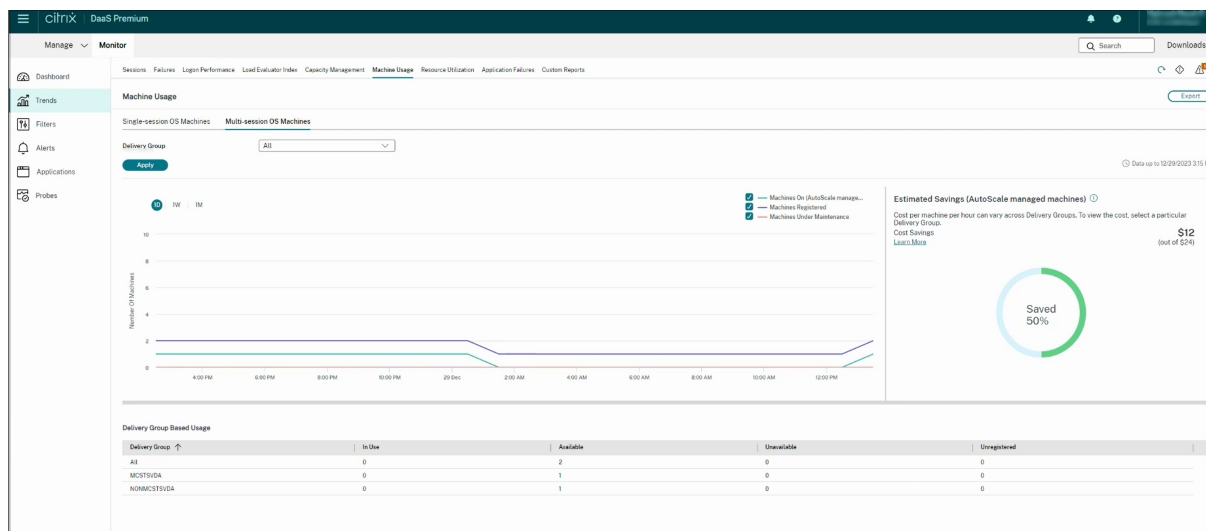 citrix DaaS Premium
Manage Monitor Search Downloads
Dashboard
Trends
Filters
Alerts
Applications
Probes
Sessions Failures Logon Performance Load Evaluator Index Capacity Management Machine Usage Resource Utilization Application Failures Custom Reports
Machine Usage Export
Single-session OS Machines Multi-session OS Machines
Delivery Group All
Apply
Data up to 12/29/2023 3:15
1D 1W 1M
Machines On (AutoScale manage...
Machines Registered
Machines Under Maintenance
Number Of Machines
10
8
6
4
2
0
4:00 PM 6:00 PM 8:00 PM 10:00 PM 29 Dec 2:00 AM 4:00 AM 6:00 AM 8:00 AM 10:00 AM 12:00 PM
Estimated Savings (AutoScale managed machines)
Cost per machine per hour can vary across Delivery Groups. To view the cost, select a particular
Delivery Group.
Cost Savings $12
Learn More (out of $24)
Saved
50%
Delivery Group Based Usage
Delivery Group In Use Available Unavailable Unregistered
All 0 2 0 0
MCSTSVDA 0 1 0 0
NONMCSTSVDA 0 1 0 0